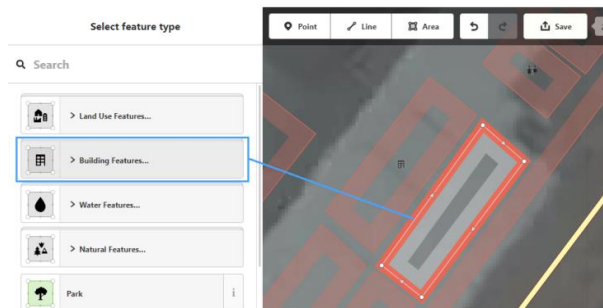 Select feature type
Point
Line
Area
Save
Search
> Land Use Features...
> Building Features...
> Water Features...
> Natural Features...
Park
i